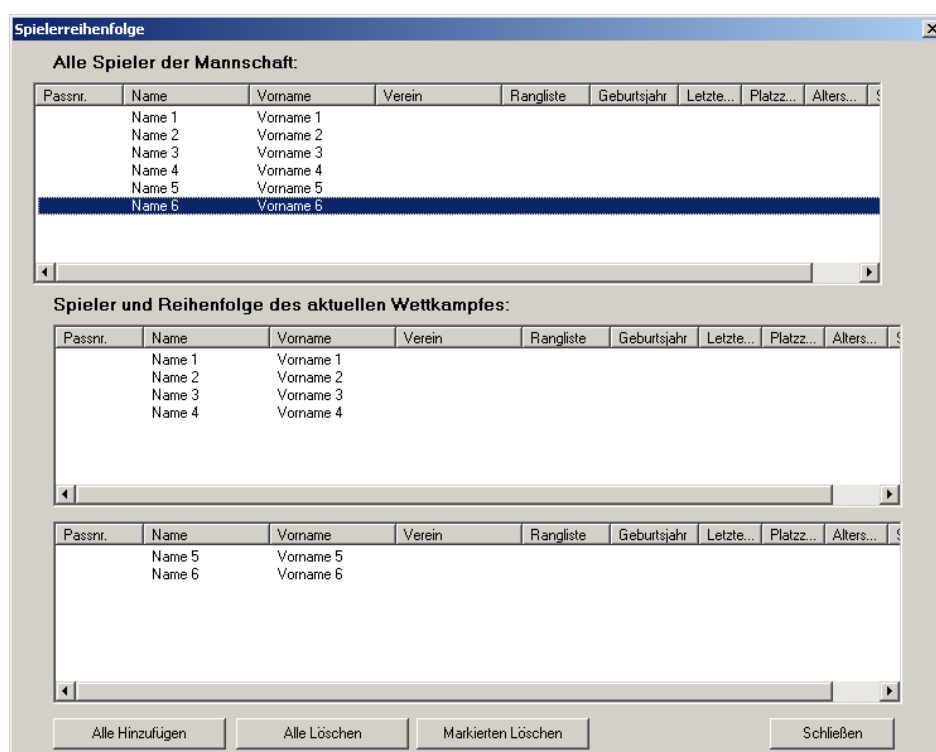 Spielerreihenfolge
Alle Spieler der Mannschaft:
Passnr. Name Vorname Verein Rangliste Geburtsjahr Letzte... Platzz... Alters...
Name 1 Vorname 1
Name 2 Vorname 2
Name 3 Vorname 3
Name 4 Vorname 4
Name 5 Vorname 5
Name 6 Vorname 6
Spieler und Reihenfolge des aktuellen Wettkampfes:
Passnr. Name Vorname Verein Rangliste Geburtsjahr Letzte... Platzz... Alters...
Name 1 Vorname 1
Name 2 Vorname 2
Name 3 Vorname 3
Name 4 Vorname 4
Passnr. Name Vorname Verein Rangliste Geburtsjahr Letzte... Platzz... Alters...
Name 5 Vorname 5
Name 6 Vorname 6
Alle Hinzufügen Alle Löschen Markierten Löschen Schließen